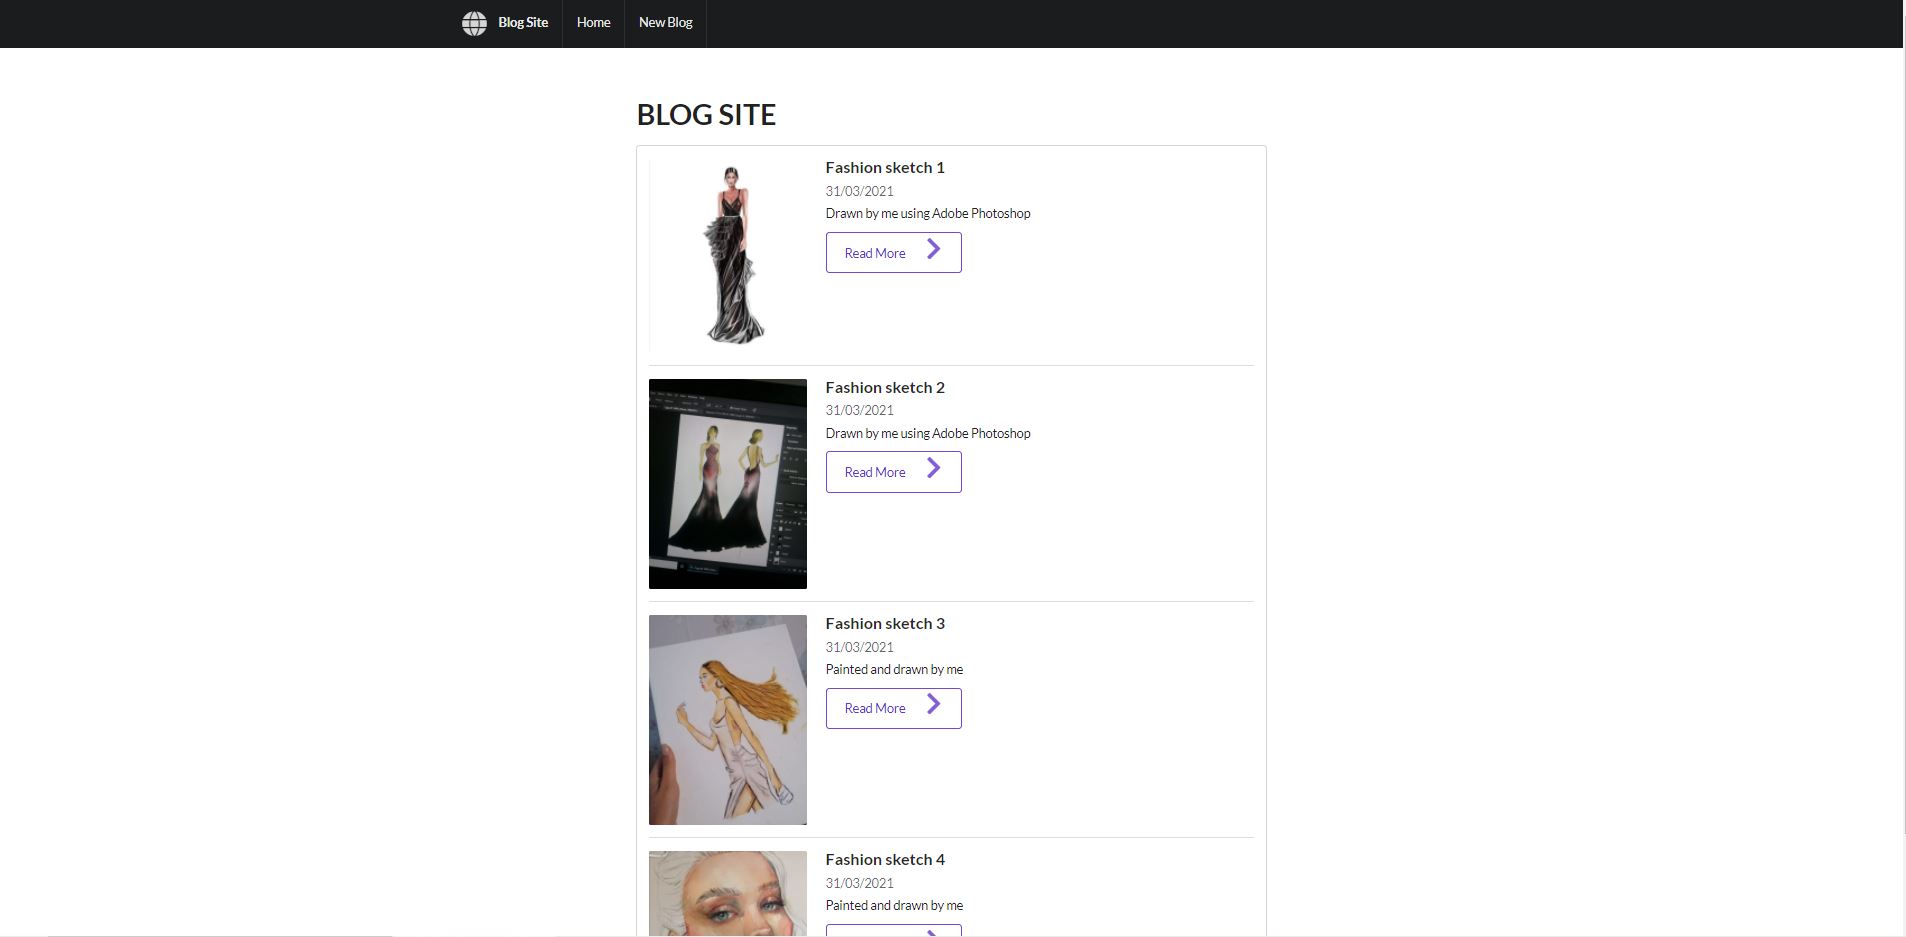 Blog Site
Home
New Blog
BLOG SITE
Fashion sketch 1
31/03/2021
Drawn by me using Adobe Photoshop
Read More
Fashion sketch 2
31/03/2021
Drawn by me using Adobe Photoshop
Read More
Fashion sketch 3
31/03/2021
Painted and drawn by me
Read More
Fashion sketch 4
31/03/2021
Painted and drawn by me